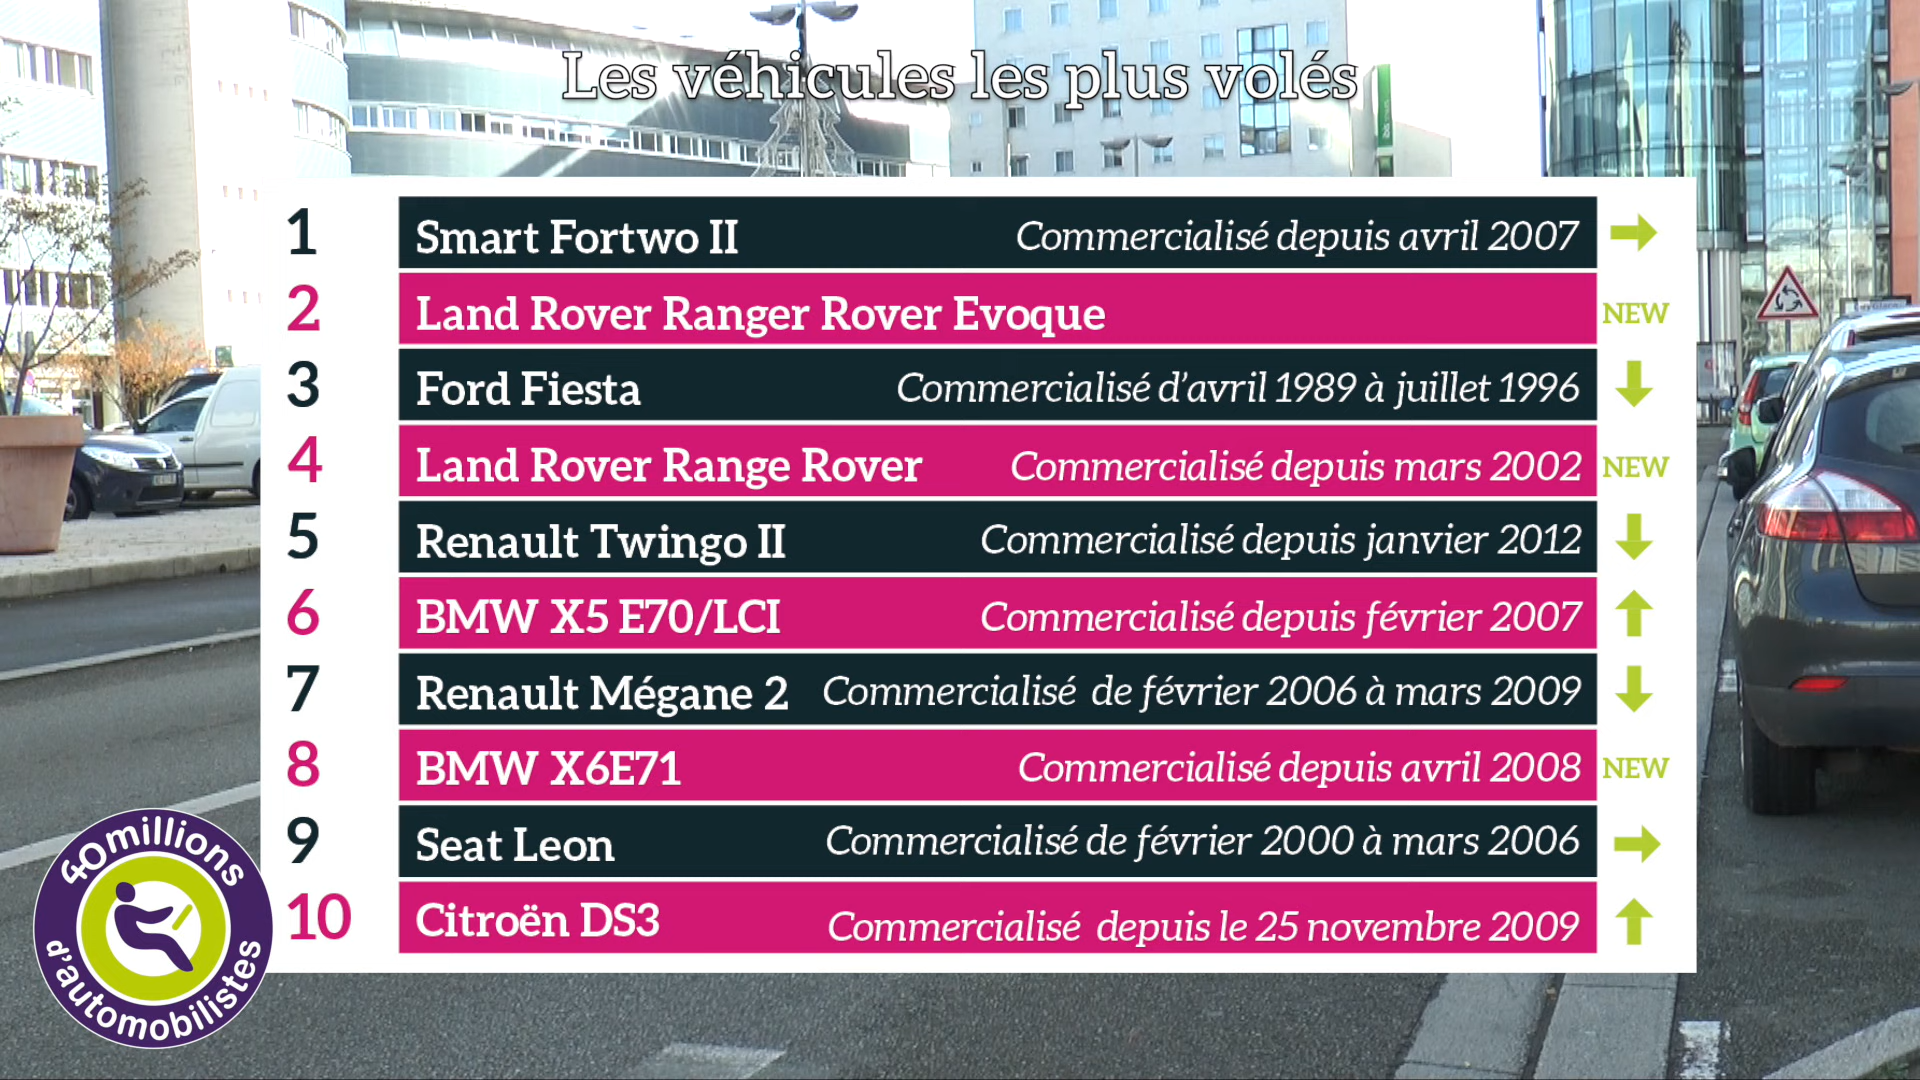 Les véhicules les plus volés
1 Smart Fortwo II Commercialisé depuis avril 2007
2 Land Rover Ranger Rover Evoque NEW
3 Ford Fiesta Commercialisé d'avril 1989 à juillet 1996
4 Land Rover Range Rover Commercialisé depuis mars 2002 NEW
5 Renault Twingo II Commercialisé depuis janvier 2012
6 BMW X5 E70/LCI Commercialisé depuis février 2007
7 Renault Mégane 2 Commercialisé de février 2006 à mars 2009
8 BMW X6E71 Commercialisé depuis avril 2008 NEW
9 Seat Leon Commercialisé de février 2000 à mars 2006
10 Citroën DS3 Commercialisé depuis le 25 novembre 2009
40 millions
d'automobilistes